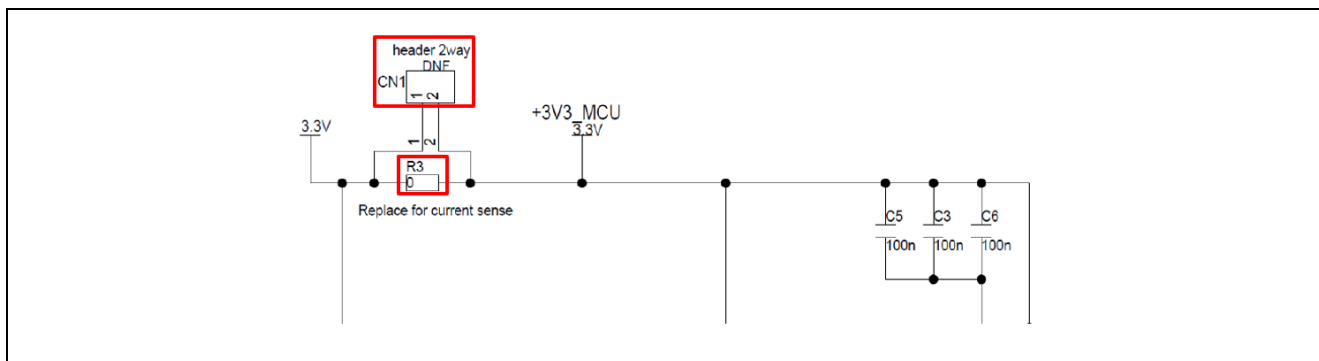 header 2way
DNF
CN1
1
2
+3V3_MCU
3.3V
3.3V
1
2
R3
0
Replace for current sense
C5
C3
C6
100n
100n
100n